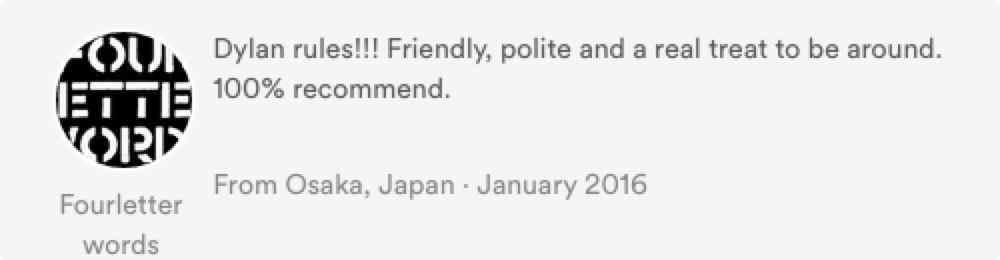 FOUR
LETTER
WORD
Dylan rules!!! Friendly, polite and a real treat to be around.
100% recommend.
From Osaka, Japan · January 2016
Fourletter
words